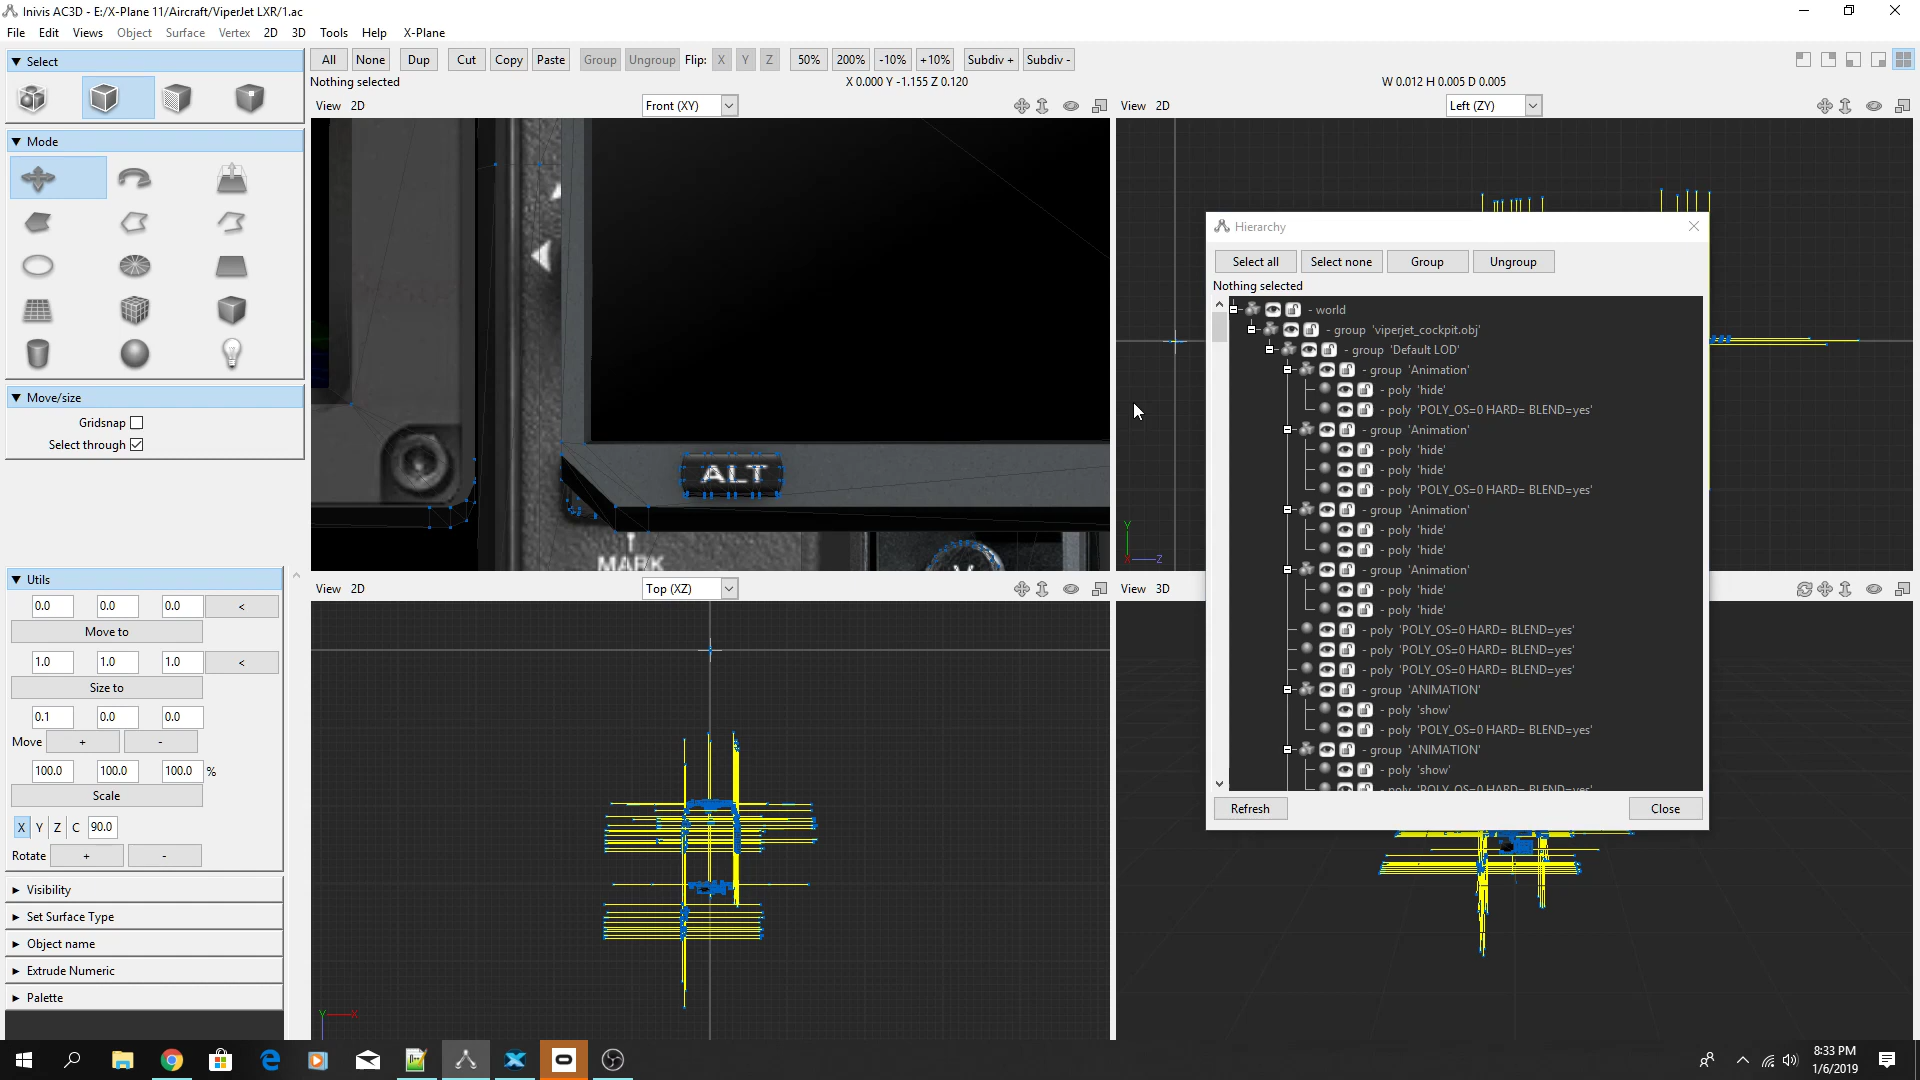 Inivis AC3D - E:/X-Plane 11/Aircraft/ViperJet LXR/1.ac
File Edit Views Object Surface Vertex 2D 3D Tools Help X-Plane
Select
All None Dup Cut Copy Paste Group Ungroup Flip: X Y Z 50% 200% -10% +10% Subdiv + Subdiv -
Nothing selected X 0.000 Y -1.155 Z 0.120 W 0.012 H 0.005 D 0.005
View 2D Front (XY) View 2D Left (ZY)
Mode
Move/size
Gridsnap
Select through
ALT
MARK
Y
X Z
Hierarchy
Select all Select none Group Ungroup
Nothing selected
- world
- group 'viperjet_cockpit.obj'
- group 'Default LOD'
- group 'Animation'
- poly 'hide'
- poly 'POLY_OS=0 HARD= BLEND=yes'
- group 'Animation'
- poly 'hide'
- poly 'hide'
- poly 'POLY_OS=0 HARD= BLEND=yes'
- group 'Animation'
- poly 'hide'
- poly 'hide'
- group 'Animation'
- poly 'hide'
- poly 'hide'
- poly 'POLY_OS=0 HARD= BLEND=yes'
- poly 'POLY_OS=0 HARD= BLEND=yes'
- poly 'POLY_OS=0 HARD= BLEND=yes'
- group 'ANIMATION'
- poly 'show'
- poly 'POLY_OS=0 HARD= BLEND=yes'
- group 'ANIMATION'
- poly 'show'
- poly 'POLY_OS=0 HARD= BLEND=yes'
Refresh Close
View 2D Top (XZ) View 3D
Y X
Utils
0.0 0.0 0.0 <
Move to
1.0 1.0 1.0 <
Size to
0.1 0.0 0.0
Move + -
100.0 100.0 100.0 %
Scale
X Y Z C 90.0
Rotate + -
Visibility
Set Surface Type
Object name
Extrude Numeric
Palette
8:33 PM
1/6/2019